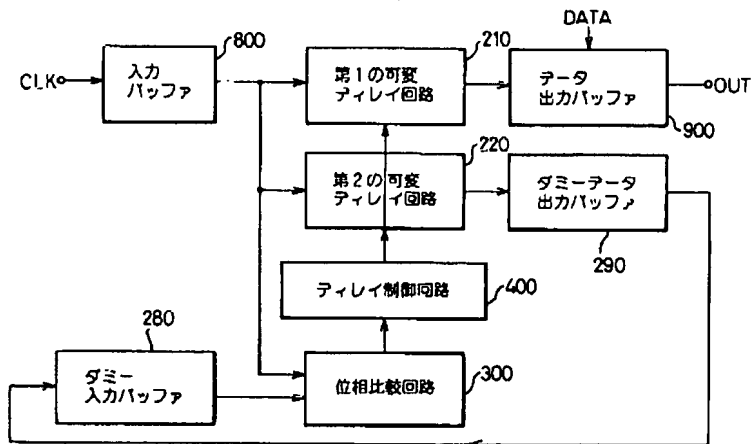 DATA
800
210
CLK
入力
バッファ
第1の可変
ディレイ回路
データ
出力バッファ
OUT
900
220
第2の可変
ディレイ回路
ダミーデータ
出力バッファ
290
ディレイ制御回路
400
280
ダミー
入力バッファ
位相比較回路
300